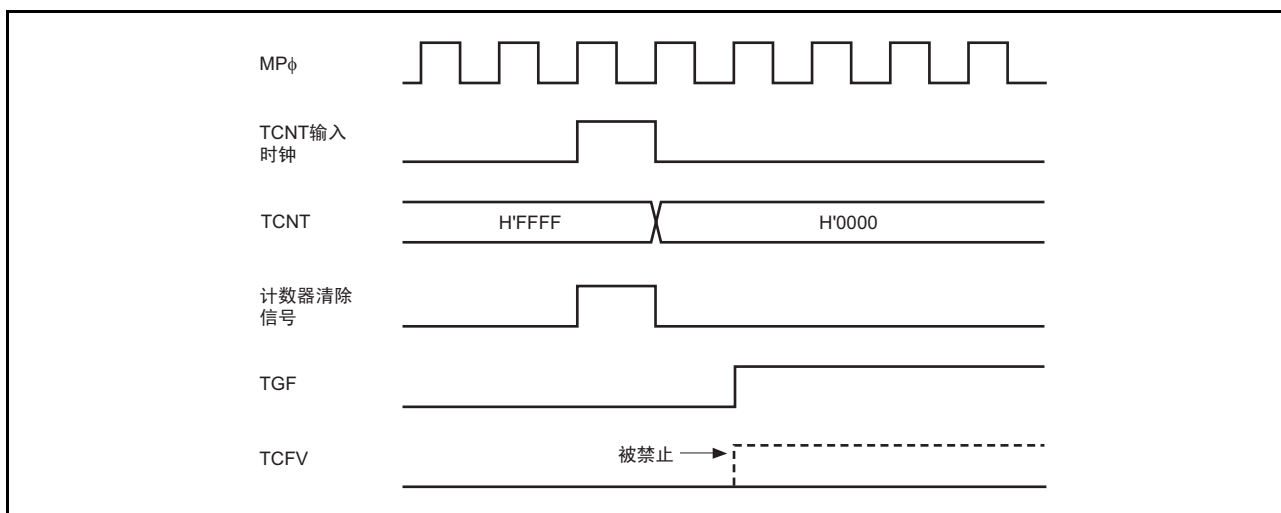 MPϕ
TCNT输入
时钟
TCNT
H'FFFF
H'0000
计数器清除
信号
TGF
TCFV
被禁止